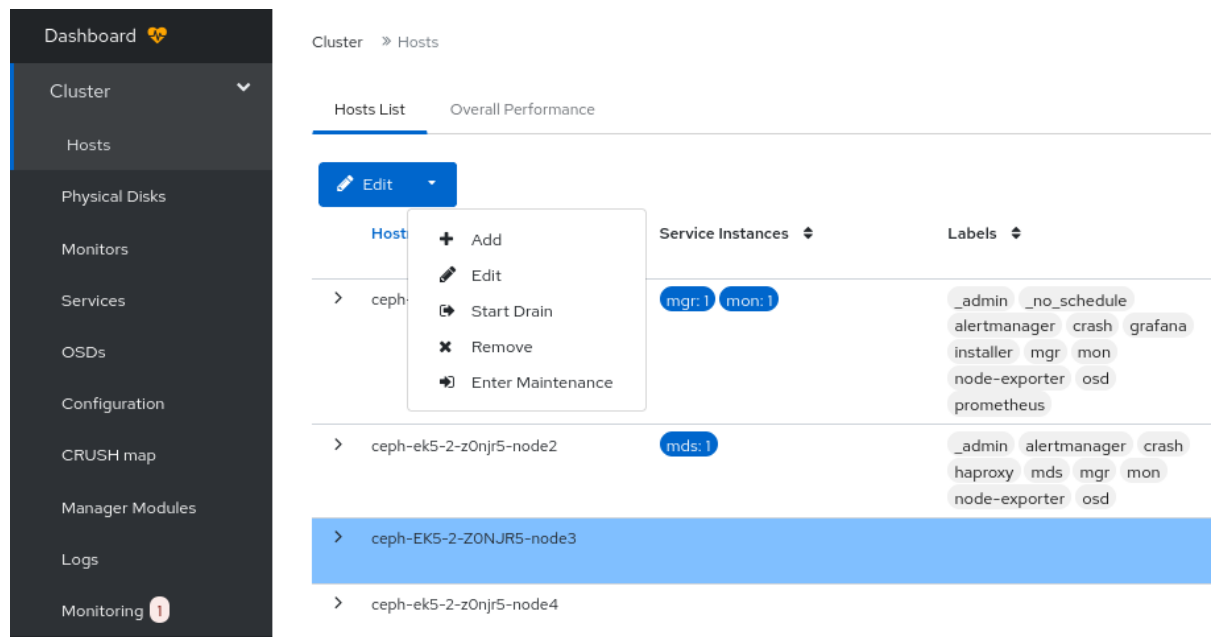 Dashboard
Cluster
Hosts
Physical Disks
Monitors
Services
OSDs
Configuration
CRUSH map
Manager Modules
Logs
Monitoring 1
Cluster » Hosts
Hosts List Overall Performance
Edit
Add
Edit
Start Drain
Remove
Enter Maintenance
Service Instances Labels
mgr: 1 mon: 1 _admin _no_schedule
alertmanager crash grafana
installer mgr mon
node-exporter osd
prometheus
ceph-ek5-2-z0njr5-node2 mds: 1 _admin alertmanager crash
haproxy mds mgr mon
node-exporter osd
ceph-EK5-2-Z0NJR5-node3
ceph-ek5-2-z0njr5-node4